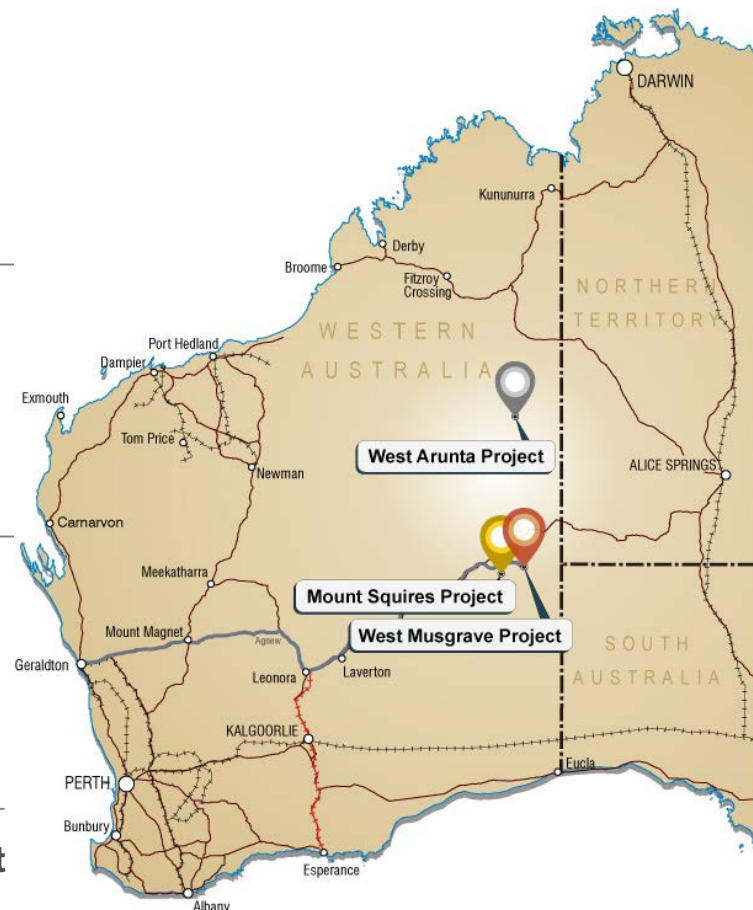 DARWIN
Kununurra
Derby
Broome
Fitzroy
Crossing
NORTHERN
TERRITORY
WESTERN
AUSTRALIA
Port Hedland
Dampier
Exmouth
Tom Price
Newman
West Arunta Project
ALICE SPRINGS
Carnarvon
Meekatharra
Mount Squires Project
Mount Magnet
Agnew
West Musgrave Project
SOUTH
AUSTRALIA
Geraldton
Leonora
Laverton
KALGOORLIE
Eucla
PERTH
Bunbury
t
Esperance
Albany